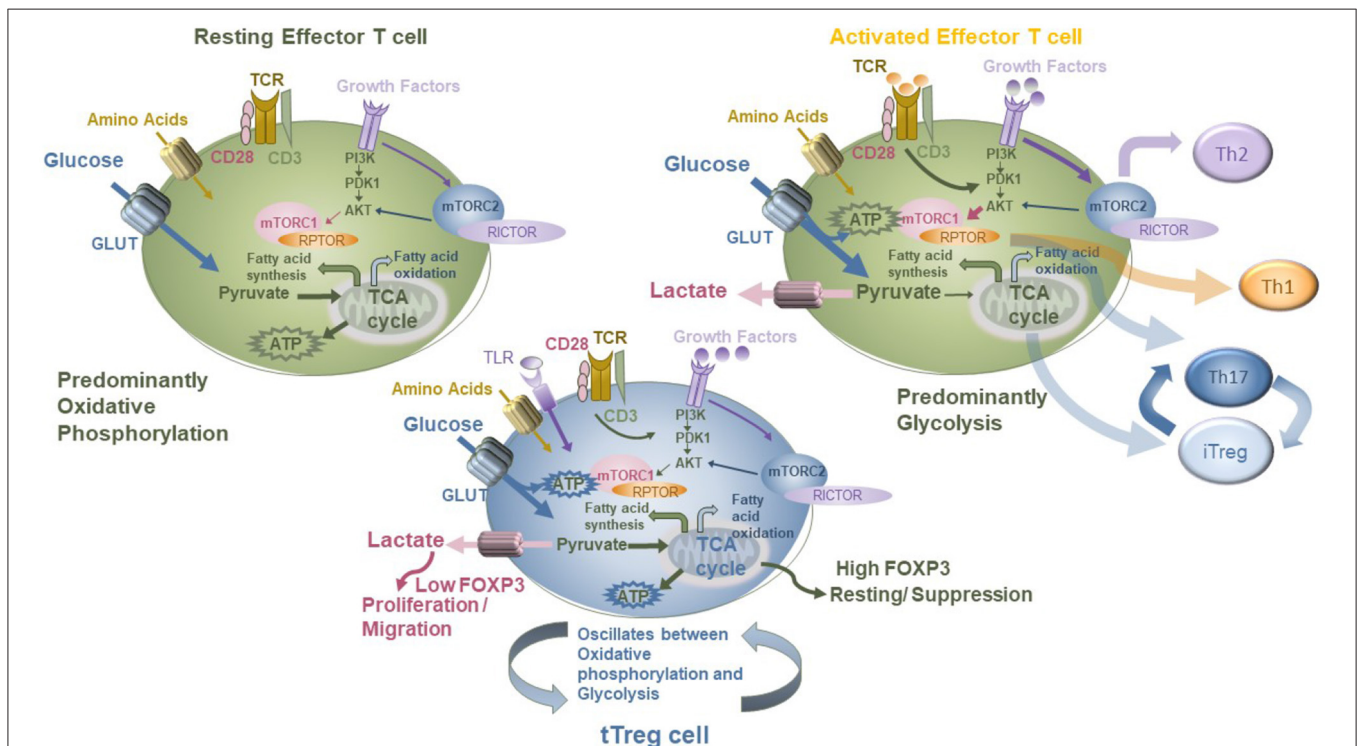 Resting Effector T cell
TCR
Growth Factors
Amino Acids
CD28
CD3
Glucose
PI3K
PDK1
AKT
mTORC1
RPTOR
mTORC2
RICTOR
GLUT
Fatty acid
synthesis
Fatty acid
oxidation
Pyruvate
TCA
cycle
ATP
Predominantly
Oxidative
Phosphorylation
Activated Effector T cell
TCR
Growth Factors
Amino Acids
CD28
CD3
Glucose
PI3K
PDK1
AKT
ATP
mTORC1
RPTOR
mTORC2
RICTOR
GLUT
Fatty acid
synthesis
Fatty acid
oxidation
Lactate
Pyruvate
TCA
cycle
Predominantly
Glycolysis
Th2
Th1
Th17
iTreg
CD28
TCR
Growth Factors
TLR
Amino Acids
CD3
Glucose
PI3K
PDK1
AKT
GLUT
ATP
mTORC1
RPTOR
mTORC2
RICTOR
Fatty acid
synthesis
Fatty
acid
oxidation
Lactate
Pyruvate
TCA
cycle
ATP
Low FOXP3
Proliferation /
Migration
High FOXP3
Resting/ Suppression
Oscillates between
Oxidative
phosphorylation and
Glycolysis
tTreg cell